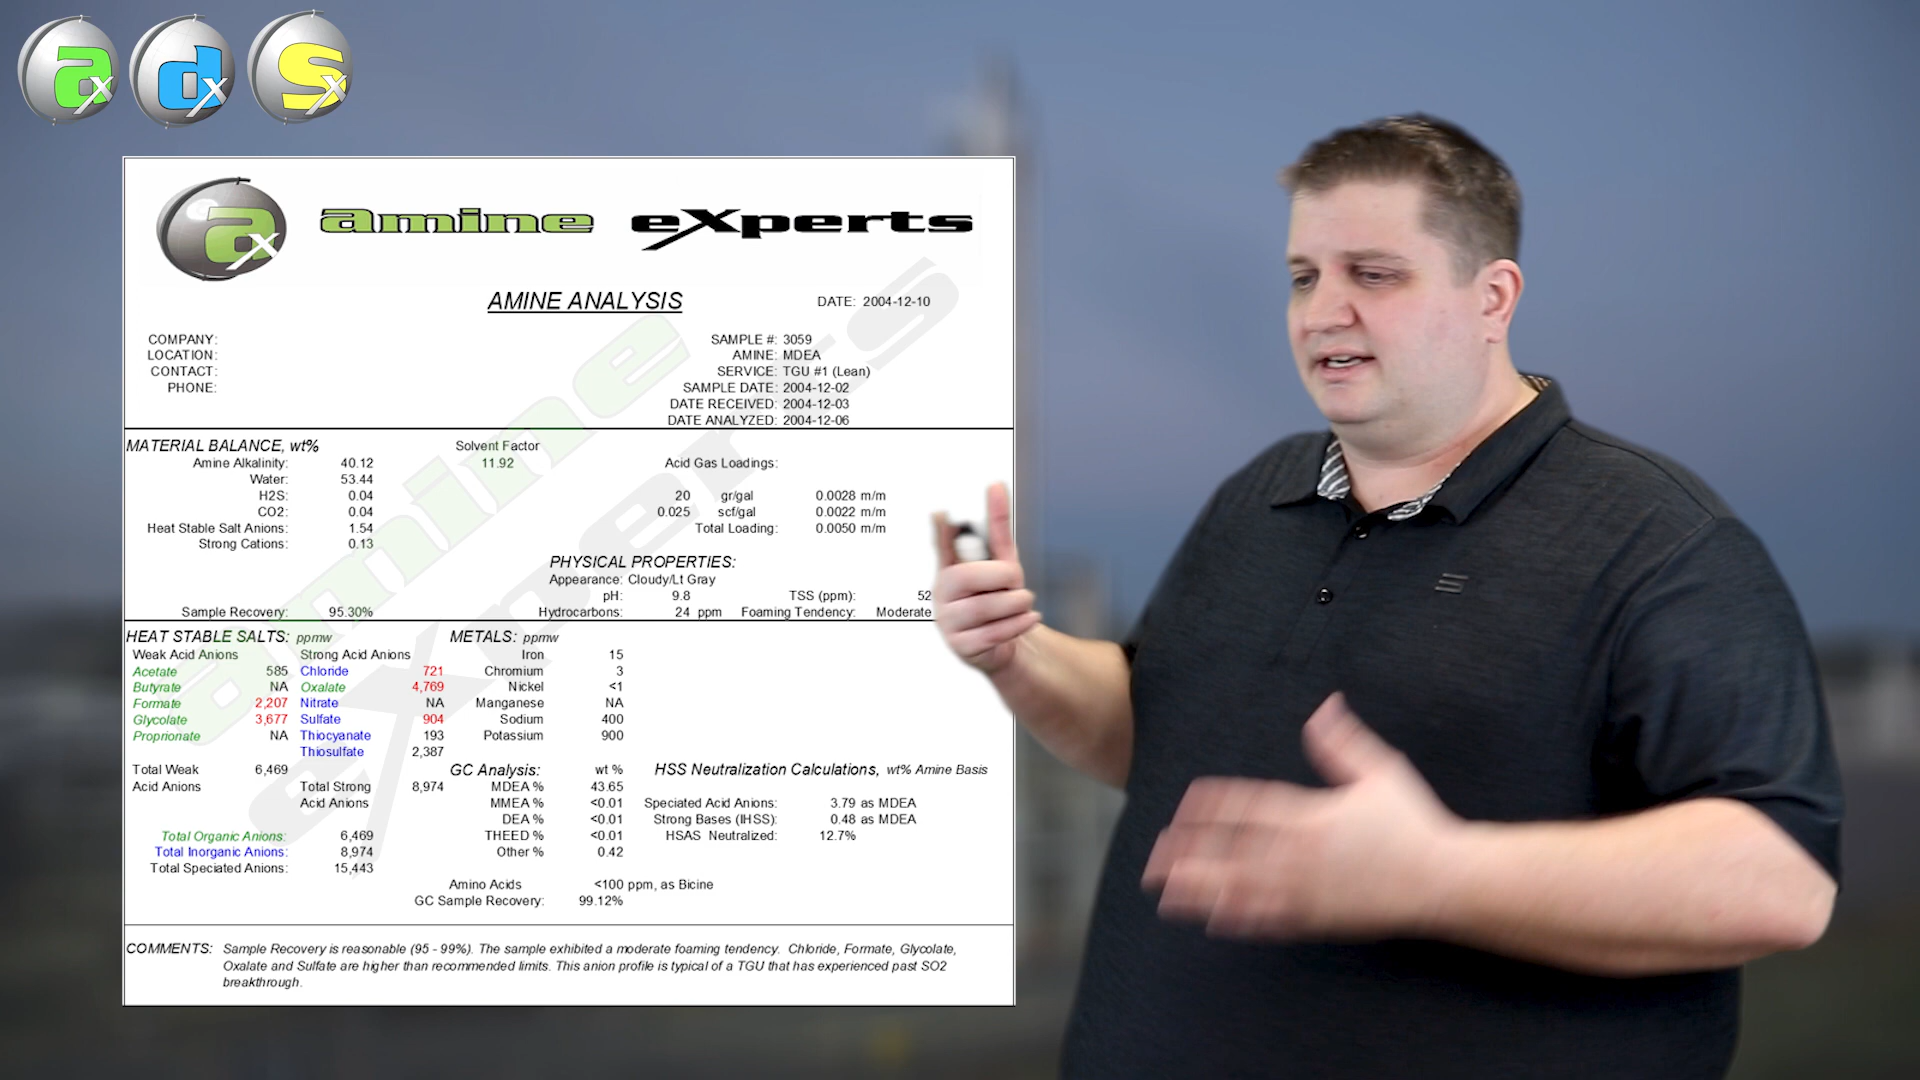 ax dx sx
ax amine eXperts
AMINE ANALYSIS DATE: 2004-12-10
COMPANY: SAMPLE #: 3059
LOCATION: AMINE: MDEA
CONTACT: SERVICE: TGU #1 (Lean)
PHONE: SAMPLE DATE: 2004-12-02
DATE RECEIVED: 2004-12-03
DATE ANALYZED: 2004-12-06
MATERIAL BALANCE, wt% Solvent Factor
Amine Alkalinity: 40.12 11.92 Acid Gas Loadings:
Water: 53.44
H2S: 0.04 20 gr/gal 0.0028 m/m
CO2: 0.04 0.025 scf/gal 0.0022 m/m
Heat Stable Salt Anions: 1.54 Total Loading: 0.0050 m/m
Strong Cations: 0.13
PHYSICAL PROPERTIES:
Appearance: Cloudy/Lt Gray
pH: 9.8 TSS (ppm): 52
Sample Recovery: 95.30% Hydrocarbons: 24 ppm Foaming Tendency: Moderate
HEAT STABLE SALTS: ppmw METALS: ppmw
Weak Acid Anions Strong Acid Anions Iron 15
Acetate 585 Chloride 721 Chromium 3
Butyrate NA Oxalate 4,769 Nickel <1
Formate 2,207 Nitrate NA Manganese NA
Glycolate 3,677 Sulfate 904 Sodium 400
Proprionate NA Thiocyanate 193 Potassium 900
Thiosulfate 2,387
Total Weak 6,469 GC Analysis: wt % HSS Neutralization Calculations, wt% Amine Basis
Acid Anions Total Strong 8,974 MDEA % 43.65
Acid Anions MMEA % <0.01 Speciated Acid Anions: 3.79 as MDEA
DEA % <0.01 Strong Bases (IHSS): 0.48 as MDEA
Total Organic Anions: 6,469 THEED % <0.01 HSAS Neutralized: 12.7%
Total Inorganic Anions: 8,974 Other % 0.42
Total Speciated Anions: 15,443
Amino Acids <100 ppm, as Bicine
GC Sample Recovery: 99.12%
COMMENTS: Sample Recovery is reasonable (95 - 99%). The sample exhibited a moderate foaming tendency. Chloride, Formate, Glycolate,
Oxalate and Sulfate are higher than recommended limits. This anion profile is typical of a TGU that has experienced past SO2
breakthrough.
amine
eXperts